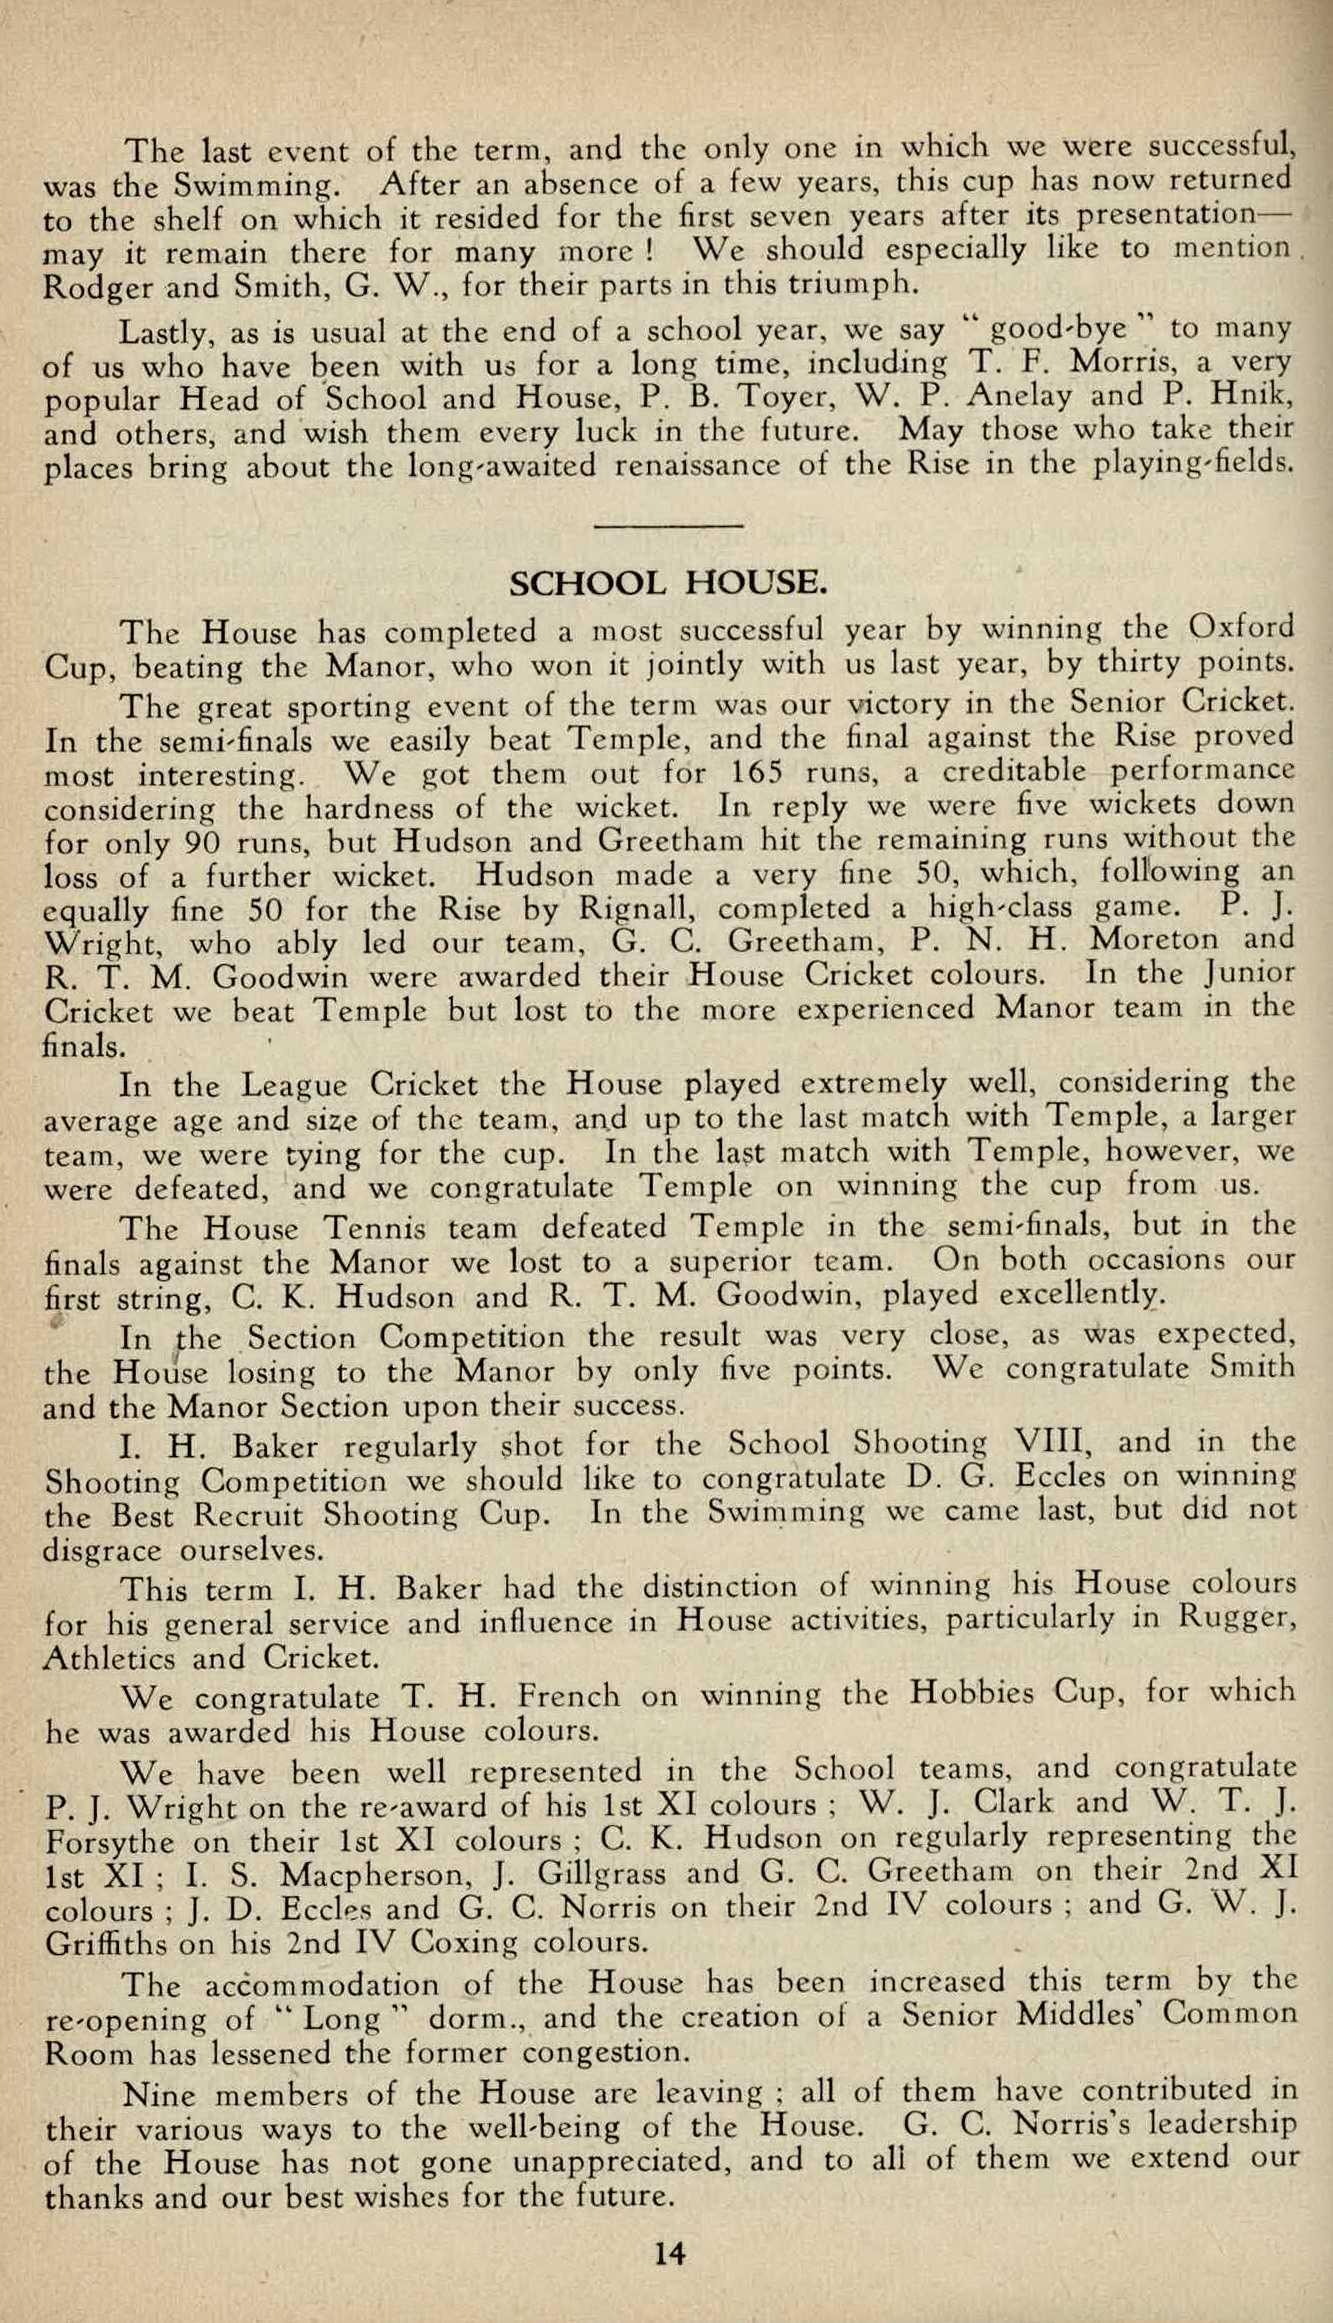 The last event of the term, and the only one in which we were successful,
was the Swimming. After an absence of a few years, this cup has now returned
to the shelf on which it resided for the first seven years after its presentation—
may it remain there for many more ! We should especially like to mention
Rodger and Smith, G. W., for their parts in this triumph.
Lastly, as is usual at the end of a school year, we say " good-bye " to many
of us who have been with us for a long time, including T. F. Morris, a very
popular Head of School and House, P. B. Toyer, W. P. Anelay and P. Hnik,
and others, and wish them every luck in the future. May those who take their
places bring about the long-awaited renaissance of the Rise in the playing-fields.
SCHOOL HOUSE.
The House has completed a most successful year by winning the Oxford
Cup, beating the Manor, who won it jointly with us last year, by thirty points.
The great sporting event of the term was our victory in the Senior Cricket.
In the semi-finals we easily beat Temple, and the final against the Rise proved
most interesting. We got them out for 165 runs, a creditable performance
considering the hardness of the wicket. In reply we were five wickets down
for only 90 runs, but Hudson and Greetham hit the remaining runs without the
loss of a further wicket. Hudson made a very fine 50, which, following an
equally fine 50 for the Rise by Rignall, completed a high-class game. P. J.
Wright, who ably led our team, G. C. Greetham, P. N. H. Moreton and
R. T. M. Goodwin were awarded their House Cricket colours. In the Junior
Cricket we beat Temple but lost to the more experienced Manor team in the
finals.
In the League Cricket the House played extremely well, considering the
average age and size of the team, and up to the last match with Temple, a larger
team, we were tying for the cup. In the last match with Temple, however, we
were defeated, and we congratulate Temple on winning the cup from us.
The House Tennis team defeated Temple in the semi-finals, but in the
finals against the Manor we lost to a superior team. On both occasions our
first string, C. K. Hudson and R. T. M. Goodwin, played excellently.
In the Section Competition the result was very close, as was expected,
the House losing to the Manor by only five points. We congratulate Smith
and the Manor Section upon their success.
I. H. Baker regularly shot for the School Shooting VIII, and in the
Shooting Competition we should like to congratulate D. G. Eccles on winning
the Best Recruit Shooting Cup. In the Swimming we came last, but did not
disgrace ourselves.
This term I. H. Baker had the distinction of winning his House colours
for his general service and influence in House activities, particularly in Rugger,
Athletics and Cricket.
We congratulate T. H. French on winning the Hobbies Cup, for which
he was awarded his House colours.
We have been well represented in the School teams, and congratulate
P. J. Wright on the re-award of his 1st XI colours ; W. J. Clark and W. T. J.
Forsythe on their 1st XI colours ; C. K. Hudson on regularly representing the
1st XI ; I. S. Macpherson, J. Gillgrass and G. C. Greetham on their 2nd XI
colours ; J. D. Eccles and G. C. Norris on their 2nd IV colours ; and G. W. J.
Griffiths on his 2nd IV Coxing colours.
The accommodation of the House has been increased this term by the
re-opening of " Long " dorm., and the creation of a Senior Middles' Common
Room has lessened the former congestion.
Nine members of the House are leaving ; all of them have contributed in
their various ways to the well-being of the House. G. C. Norris's leadership
of the House has not gone unappreciated, and to all of them we extend our
thanks and our best wishes for the future.
14